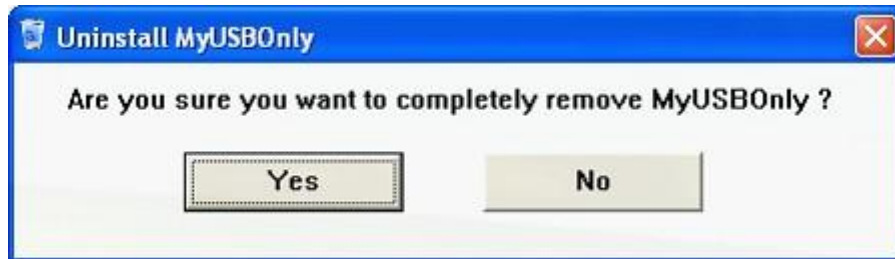 Uninstall MyUSBOnly
Are you sure you want to completely remove MyUSBOnly ?
Yes No